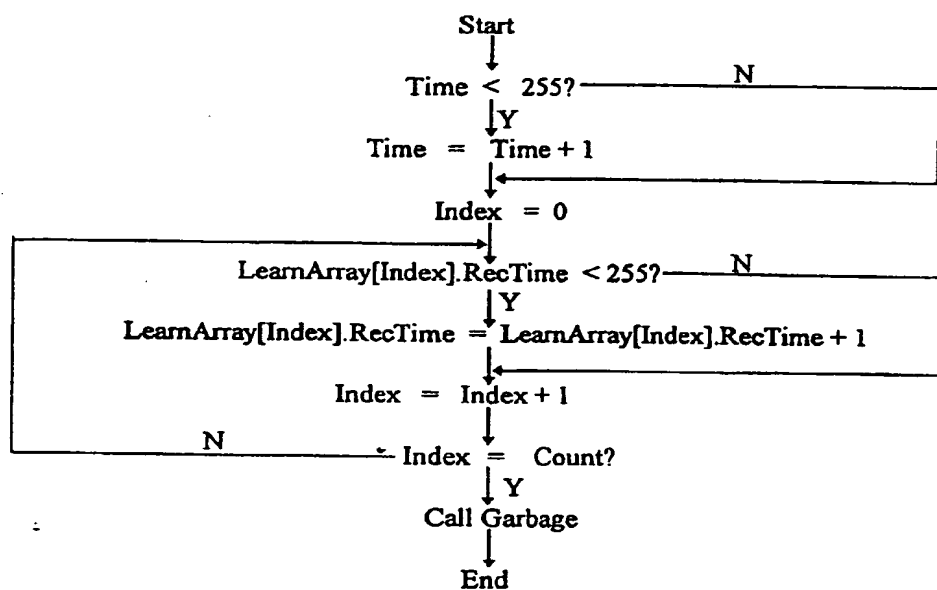 Start
Time < 255? N
Y
Time = Time + 1
Index = 0
LearnArray[Index].RecTime < 255? N
Y
LearnArray[Index].RecTime = LearnArray[Index].RecTime + 1
Index = Index + 1
N Index = Count?
Y
Call Garbage
End